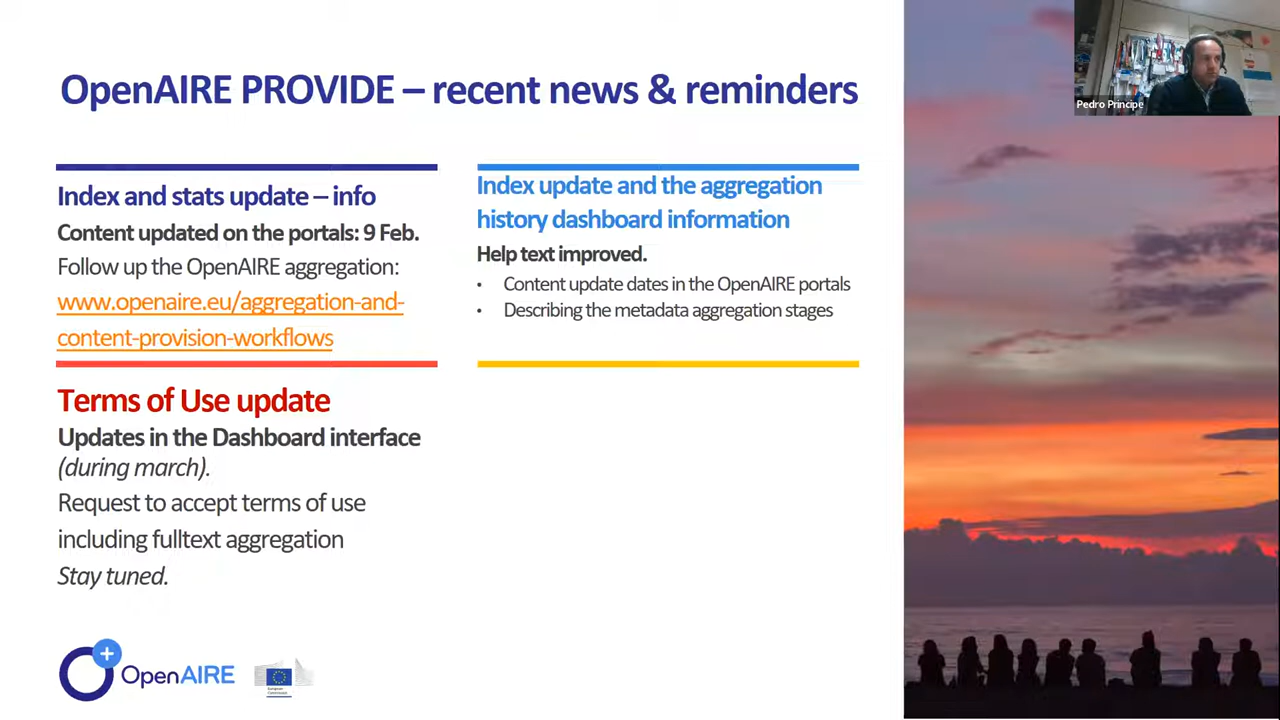 OpenAIRE PROVIDE – recent news & reminders
Pedro Principe
Index and stats update – info
Content updated on the portals: 9 Feb.
Follow up the OpenAIRE aggregation:
www.openaire.eu/aggregation-and-
content-provision-workflows
Index update and the aggregation
history dashboard information
Help text improved.
• Content update dates in the OpenAIRE portals
• Describing the metadata aggregation stages
Terms of Use update
Updates in the Dashboard interface
(during march).
Request to accept terms of use
including fulltext aggregation
Stay tuned.
OpenAIRE
European
Commission